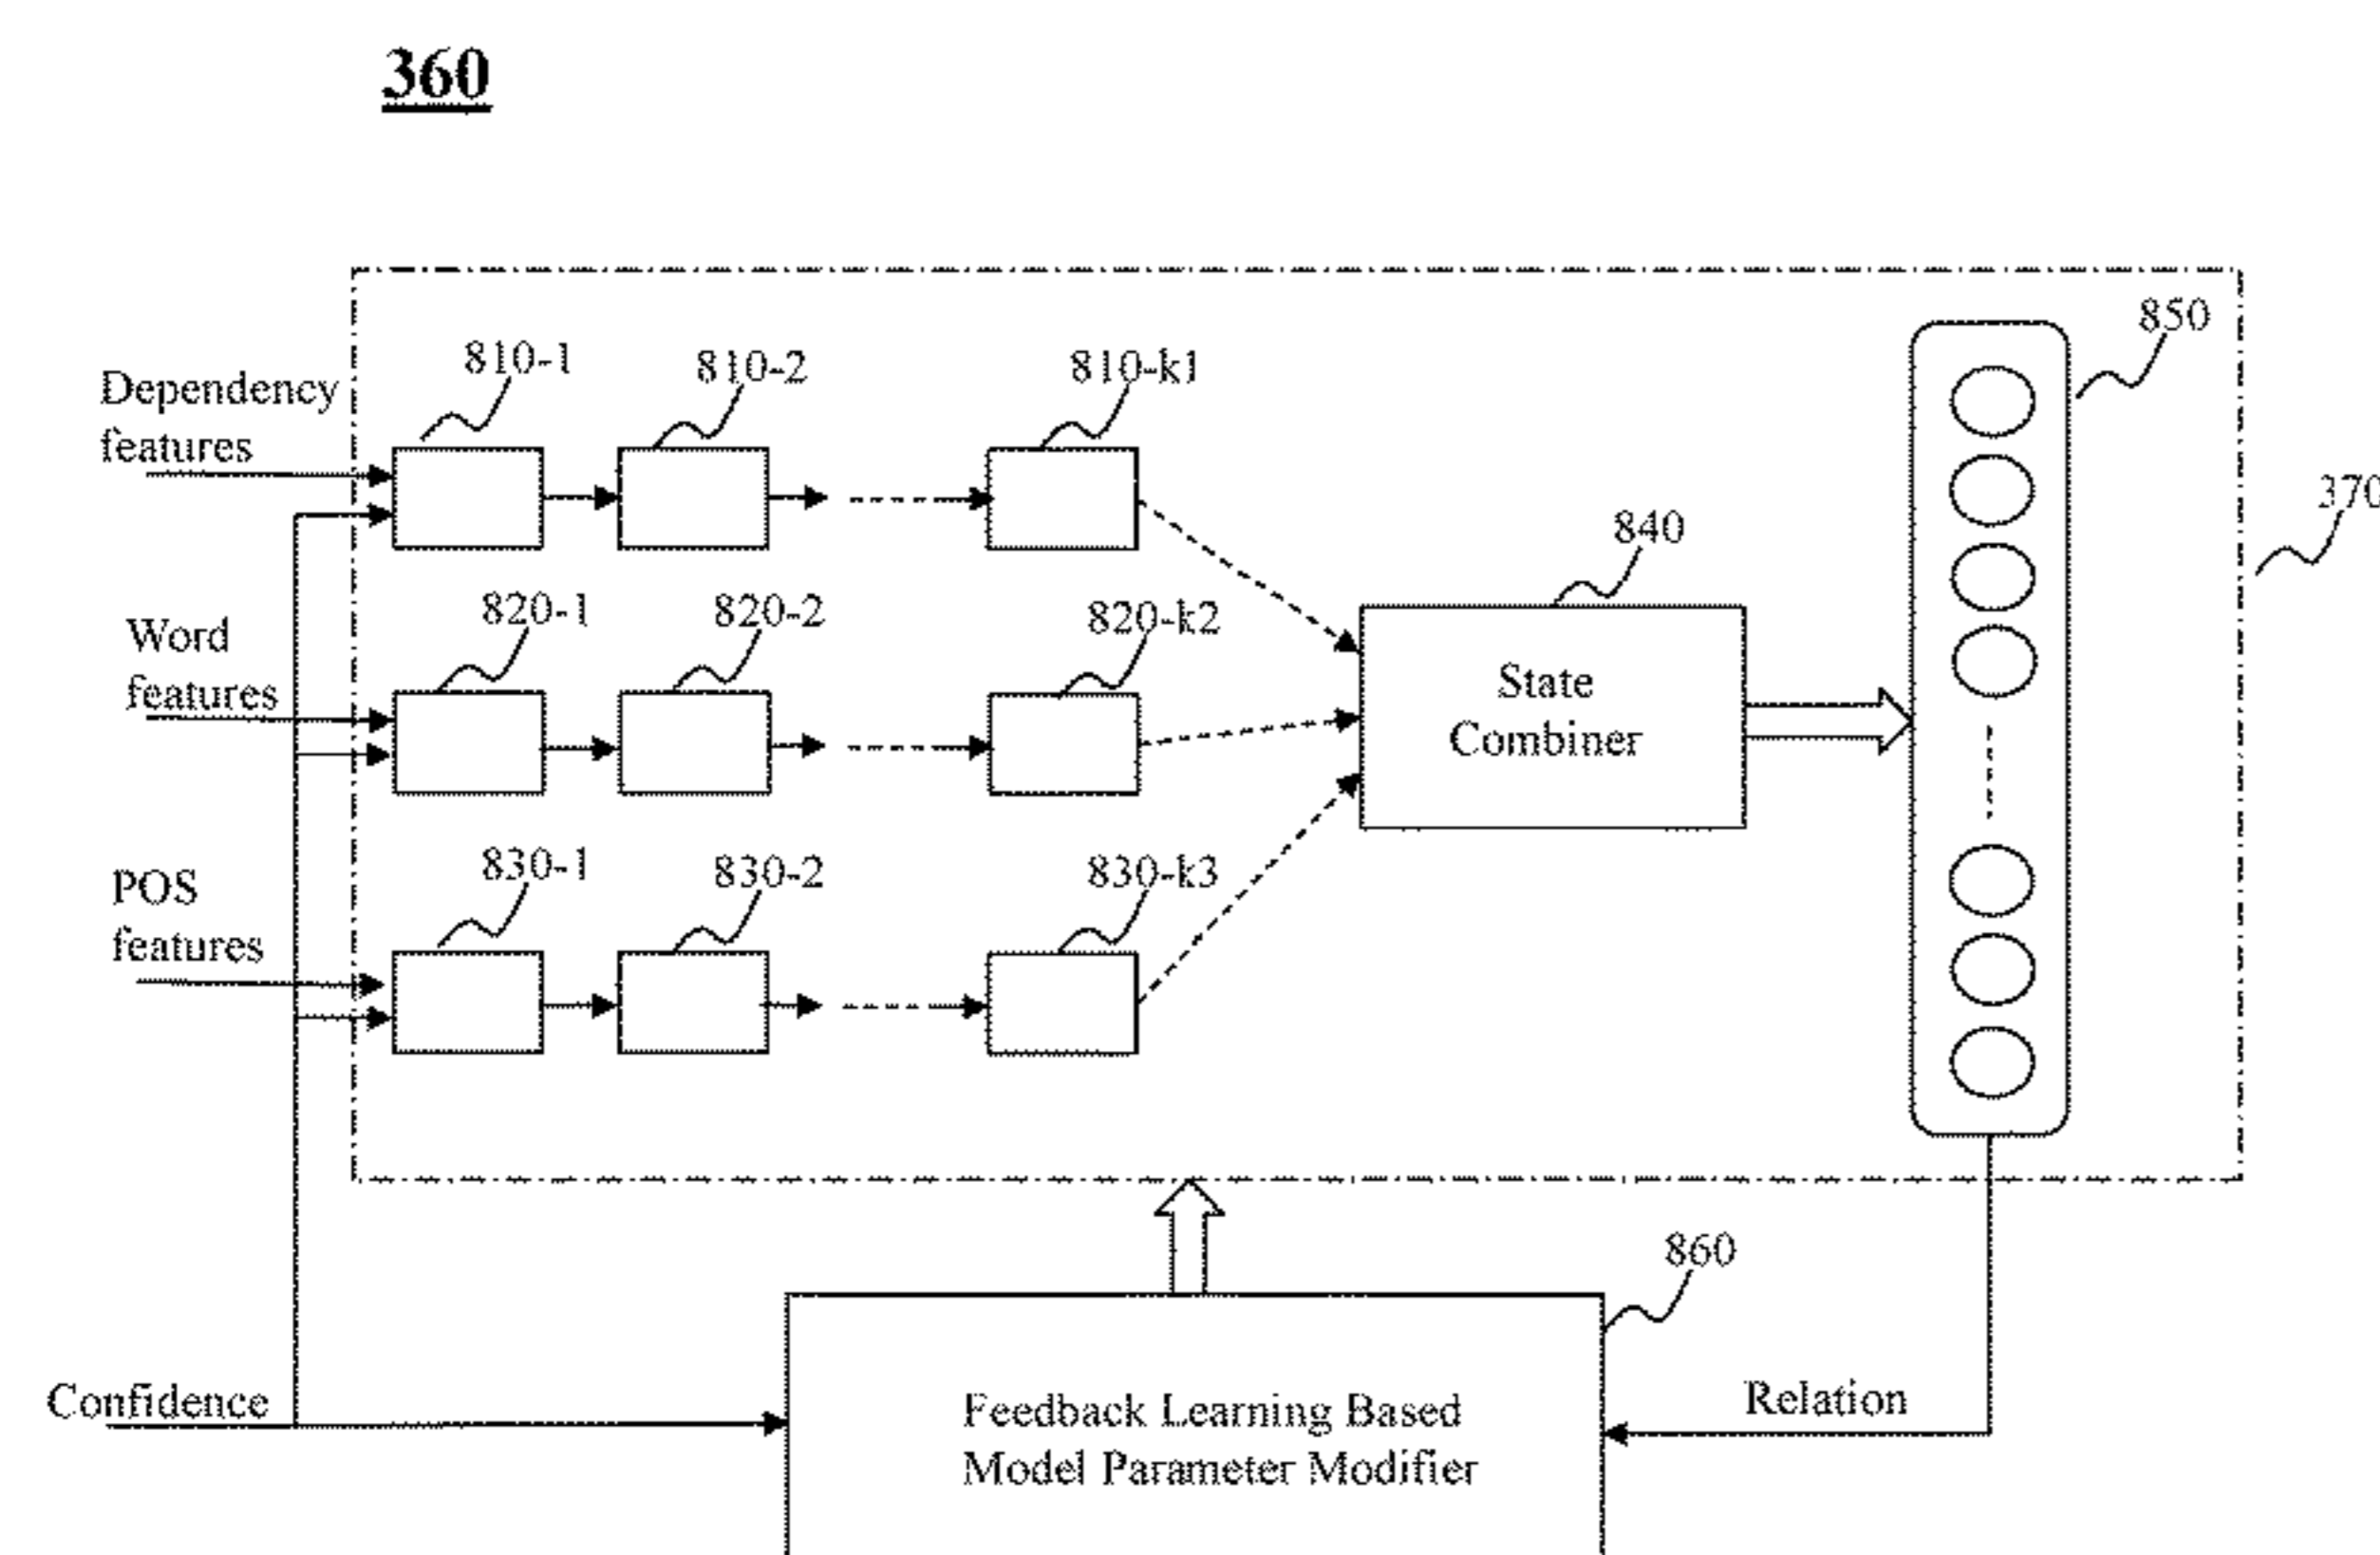 360
850
810-1
810-2
810-k1
Dependency
features
370
840
820-1
820-2
820-k2
Word
features
State
Combiner
830-1
830-2
830-k3
POS
features
860
Confidence
Relation
Feedback Learning Based
Model Parameter Modifier